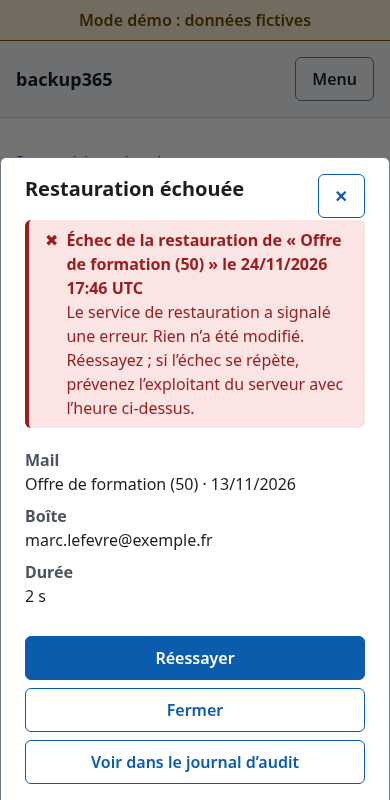 Mode démo : données fictives
backup365
Menu
Restauration échouée
×
✖ Échec de la restauration de « Offre
de formation (50) » le 24/11/2026
17:46 UTC
Le service de restauration a signalé
une erreur. Rien n’a été modifié.
Réessayez ; si l’échec se répète,
prévenez l’exploitant du serveur avec
l’heure ci-dessus.
Mail
Offre de formation (50) · 13/11/2026
Boîte
marc.lefevre@exemple.fr
Durée
2 s
Réessayer
Fermer
Voir dans le journal d’audit